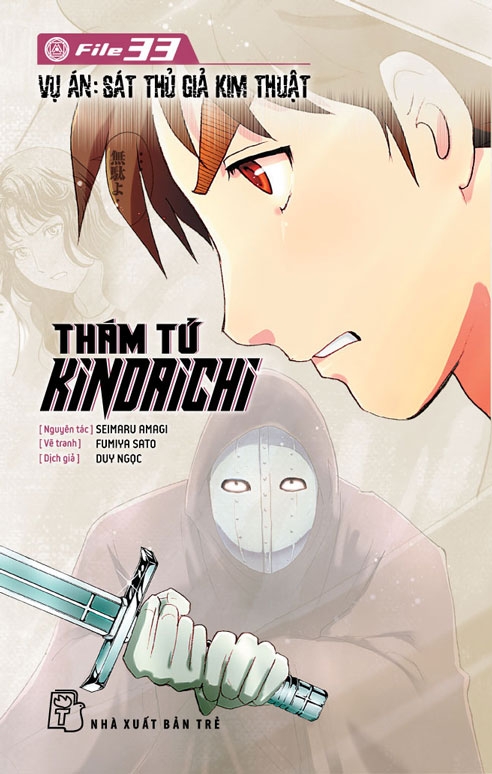 File 33
VỤ ÁN: SÁT THỦ GIẢ KIM THUẬT
…無駄よ…
THÁM TỬ
KINDAICHI
[ Nguyên tác ] SEIMARU AMAGI
[ Vẽ tranh ] FUMIYA SATO
[ Dịch giả ] DUY NGỌC
T
NHÀ XUẤT BẢN TRẺ